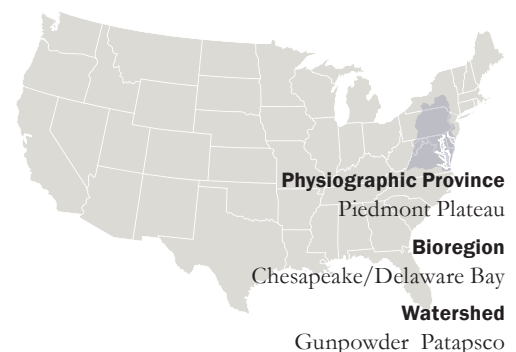 Physiographic Province
Piedmont Plateau
Bioregion
Chesapeake/Delaware Bay
Watershed
Gunpowder Patapsco